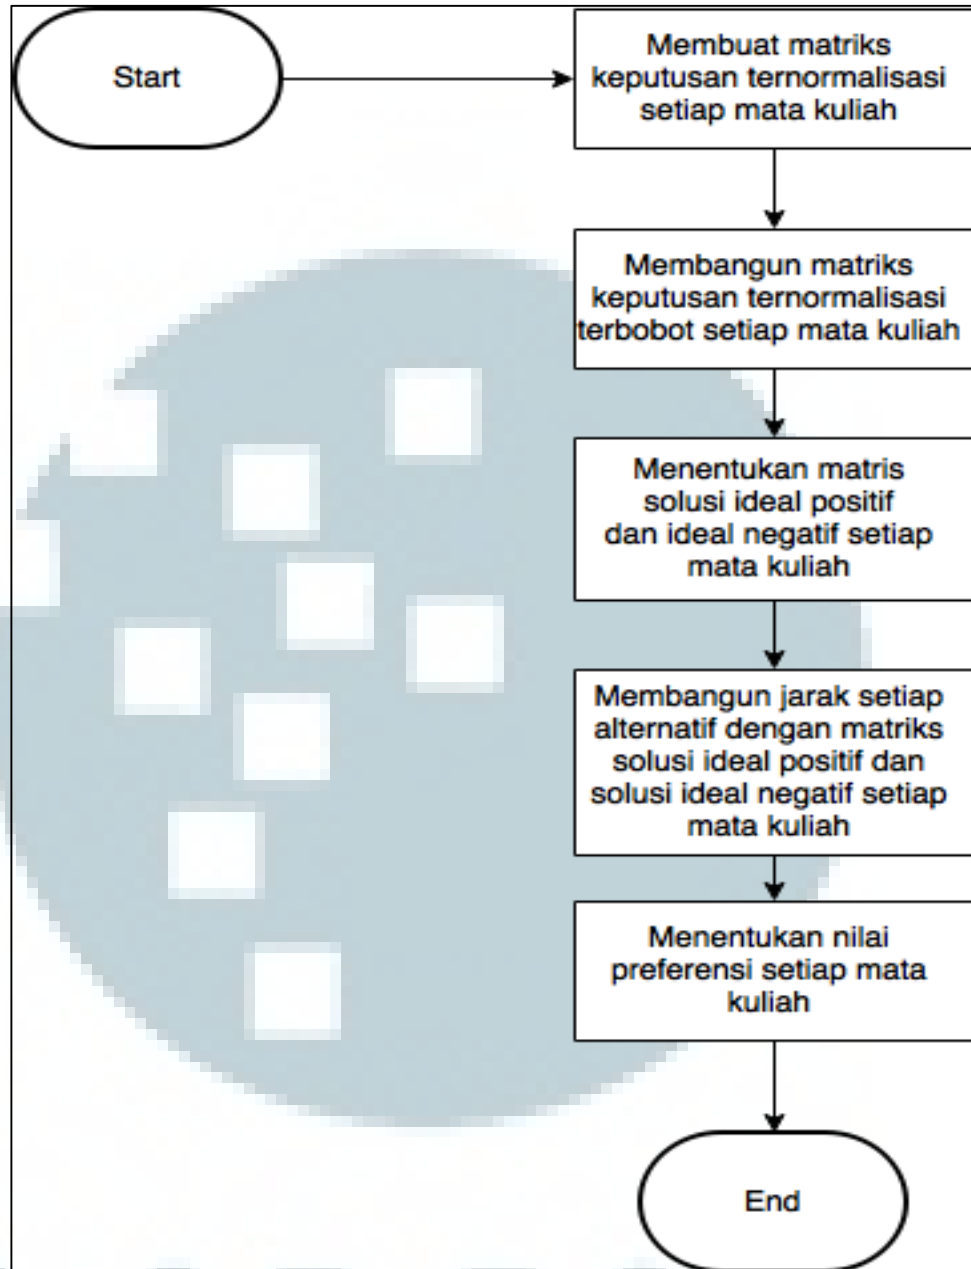 Start
Membuat matriks
keputusan ternormalisasi
setiap mata kuliah
Membangun matriks
keputusan ternormalisasi
terbobot setiap mata kuliah
Menentukan matris
solusi ideal positif
dan ideal negatif setiap
mata kuliah
Membangun jarak setiap
alternatif dengan matriks
solusi ideal positif dan
solusi ideal negatif setiap
mata kuliah
Menentukan nilai
preferensi setiap mata
kuliah
End